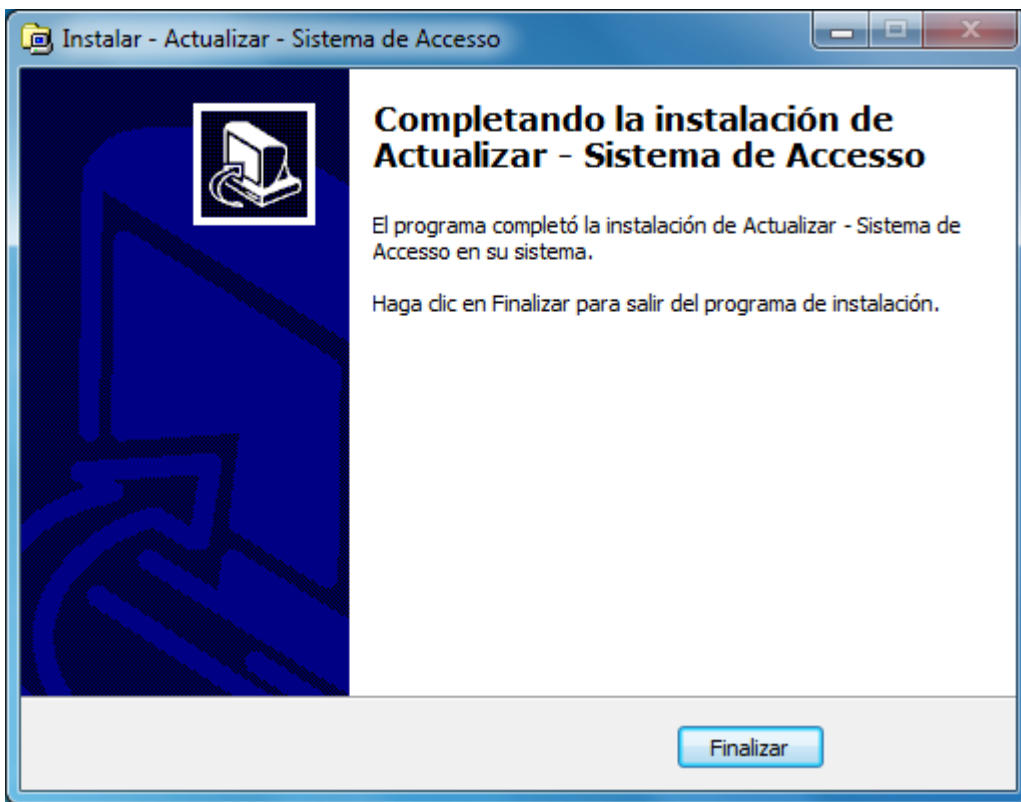 Instalar - Actualizar - Sistema de Accesso
Completando la instalación de
Actualizar - Sistema de Accesso
El programa completó la instalación de Actualizar - Sistema de
Accesso en su sistema.
Haga clic en Finalizar para salir del programa de instalación.
Finalizar